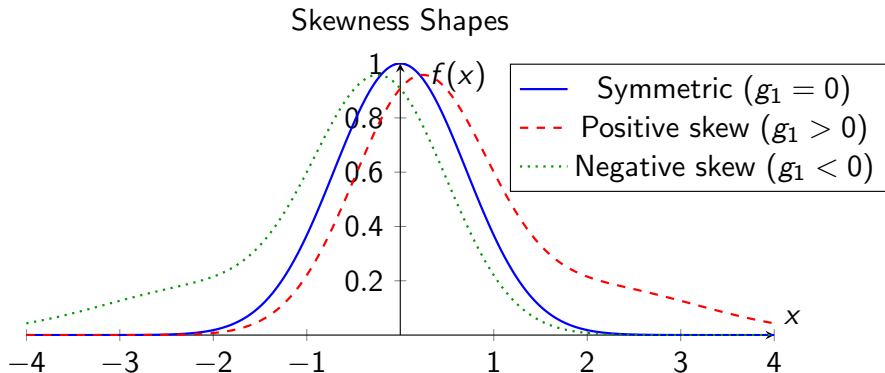 Skewness Shapes
f(x)
Symmetric (g₁ = 0)
Positive skew (g₁ > 0)
Negative skew (g₁ < 0)
1
0.8
0.6
0.4
0.2
x
−4 −3 −2 −1 1 2 3 4